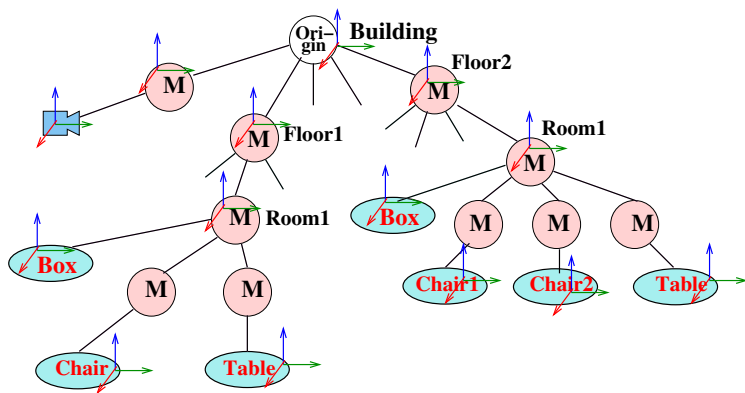 Ori-
gin
Building
M
Floor2
M
M
Floor1
Room1
M
Box
M
Room1
M
M
M
Box
M
M
Chair1
Chair2
Table
Chair
Table